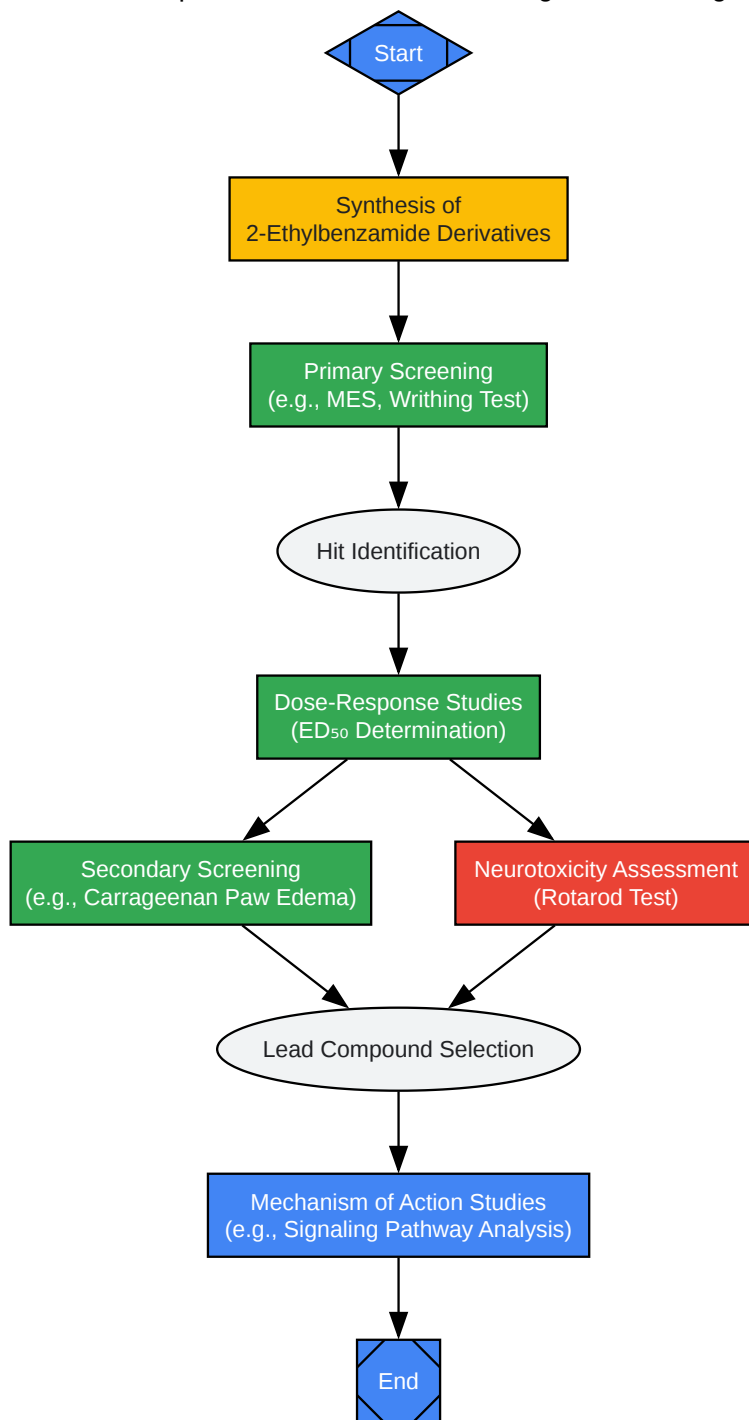 Start
Synthesis of
2-Ethylbenzamide Derivatives
Primary Screening
(e.g., MES, Writhing Test)
Hit Identification
Dose-Response Studies
(ED₅₀ Determination)
Secondary Screening
(e.g., Carrageenan Paw Edema)
Neurotoxicity Assessment
(Rotarod Test)
Lead Compound Selection
Mechanism of Action Studies
(e.g., Signaling Pathway Analysis)
End